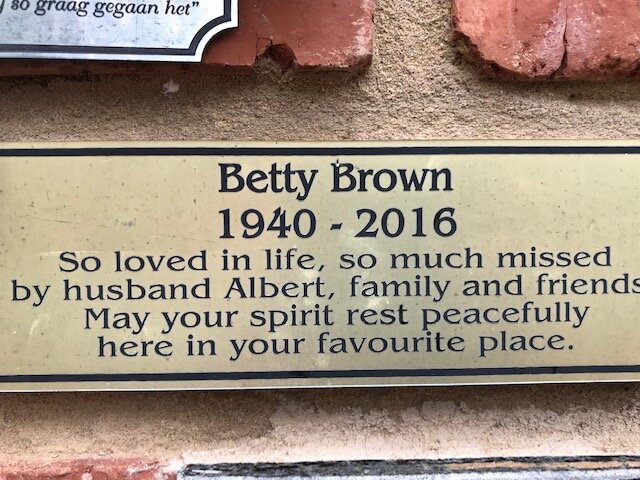 so graag gegaan het”
Betty Brown
1940 - 2016
So loved in life, so much missed
by husband Albert, family and friends
May your spirit rest peacefully
here in your favourite place.